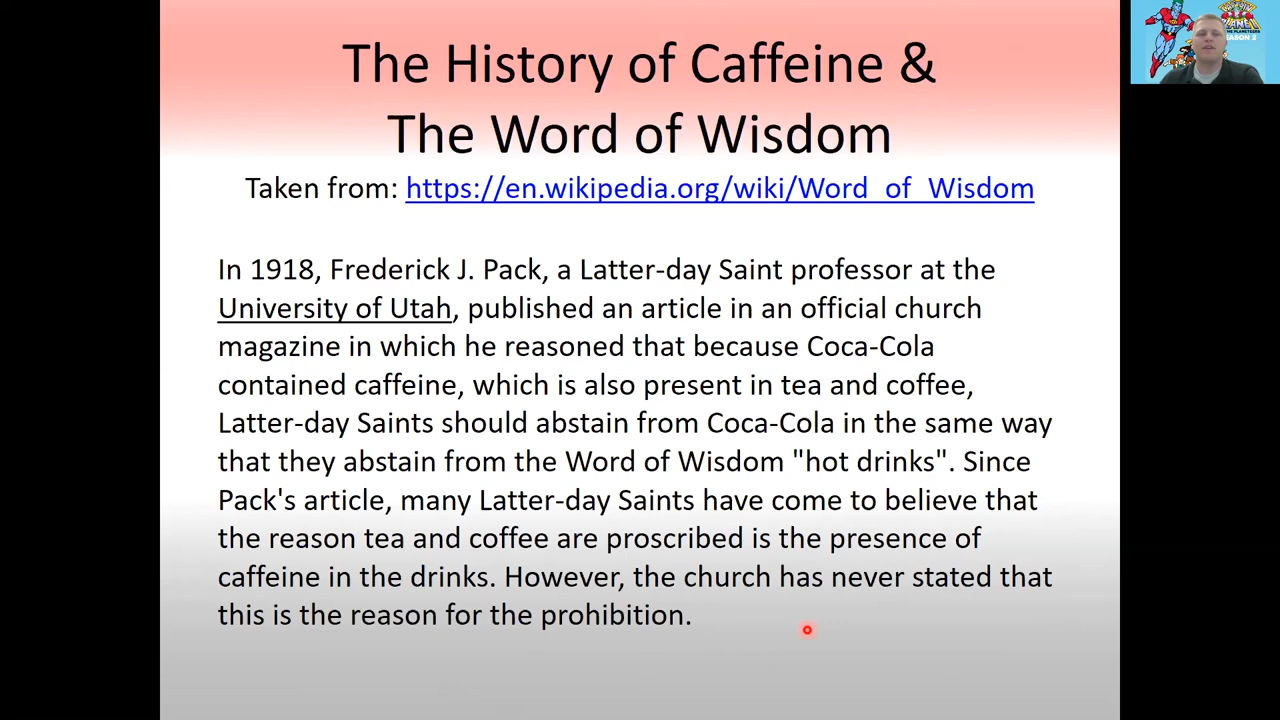 The History of Caffeine &
The Word of Wisdom
Taken from: https://en.wikipedia.org/wiki/Word_of_Wisdom
In 1918, Frederick J. Pack, a Latter-day Saint professor at the
University of Utah, published an article in an official church
magazine in which he reasoned that because Coca-Cola
contained caffeine, which is also present in tea and coffee,
Latter-day Saints should abstain from Coca-Cola in the same way
that they abstain from the Word of Wisdom "hot drinks". Since
Pack's article, many Latter-day Saints have come to believe that
the reason tea and coffee are proscribed is the presence of
caffeine in the drinks. However, the church has never stated that
this is the reason for the prohibition.
SEASON 2